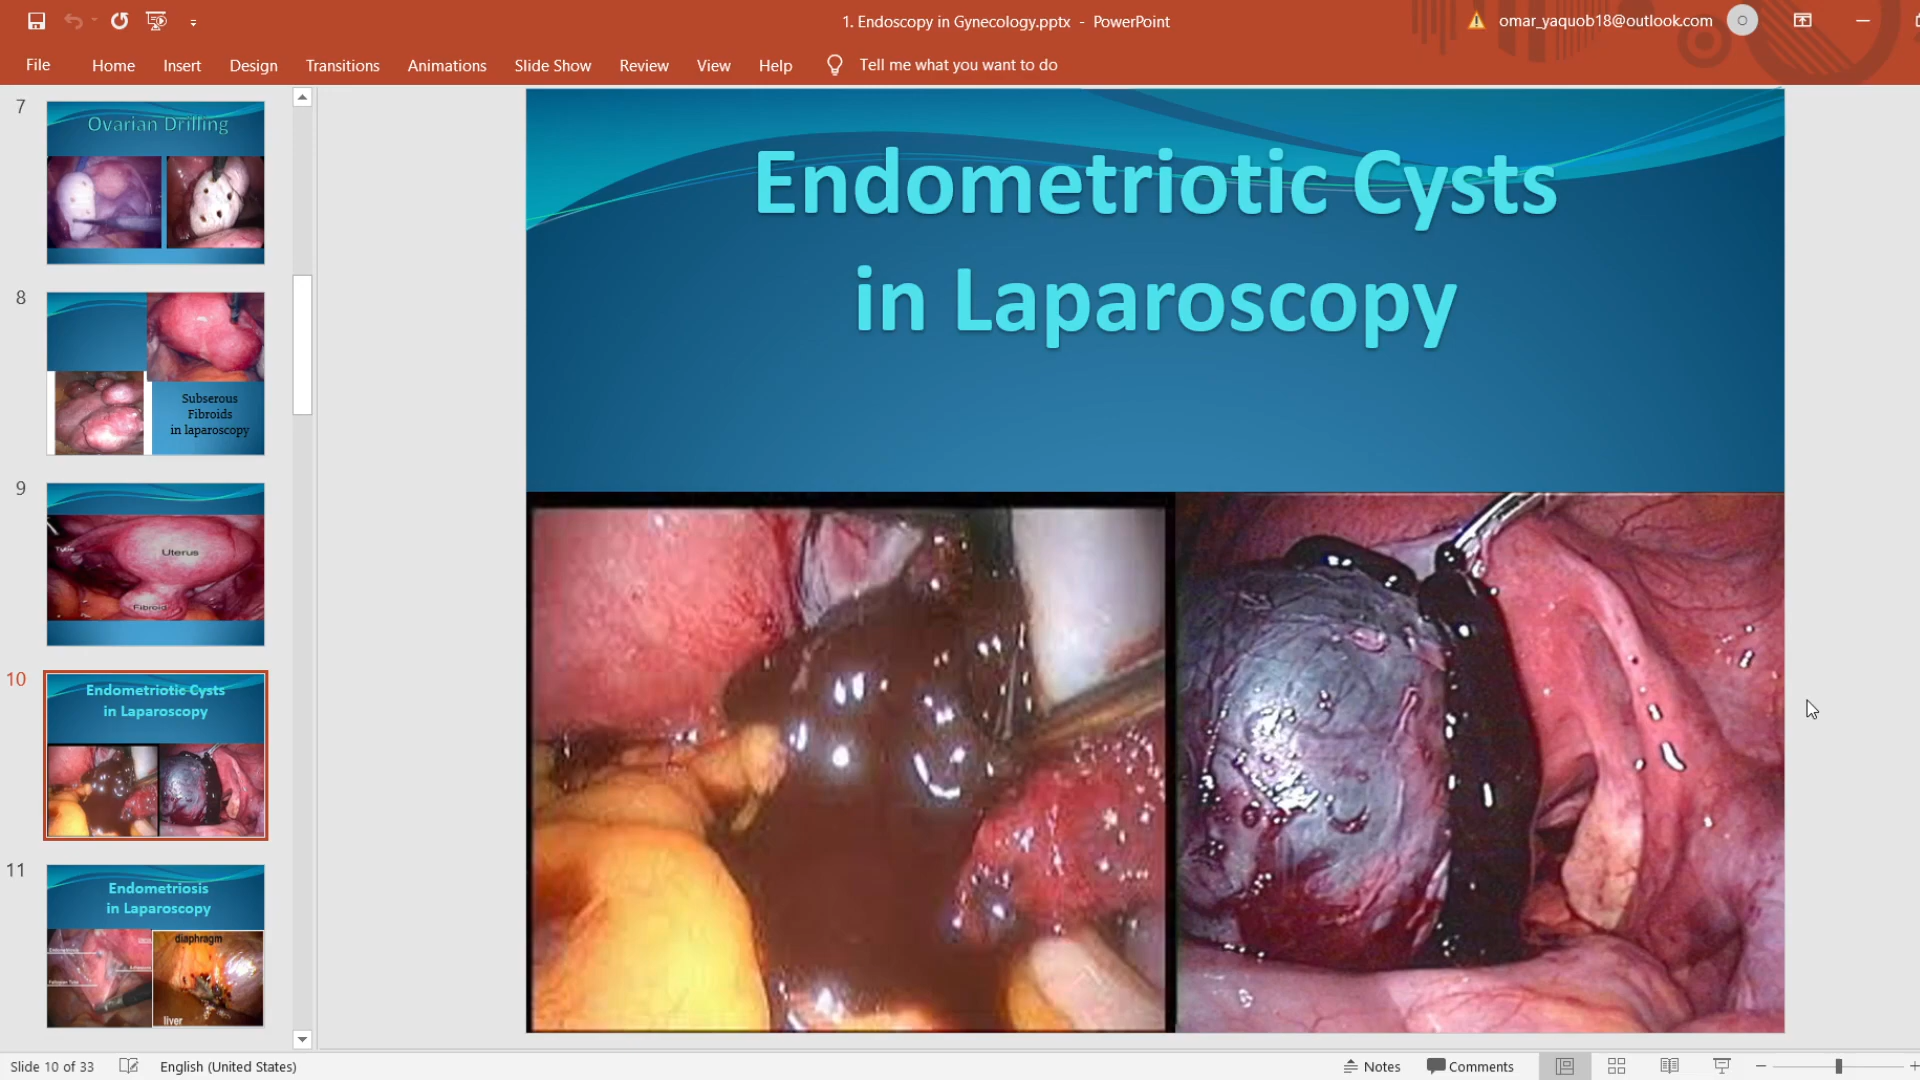 1. Endoscopy in Gynecology.pptx - PowerPoint
omar_yaquob18@outlook.com
O
File
Home
Insert
Design
Transitions
Animations
Slide Show
Review
View
Help
Tell me what you want to do
7
Ovarian Drilling
8
Subserous
Fibroids
in laparoscopy
9
Tube
Uterus
Fibroid
10
Endometriotic Cysts
in Laparoscopy
11
Endometriosis
in Laparoscopy
diaphragm
liver
Endometriotic Cysts
in Laparoscopy
Slide 10 of 33
English (United States)
Notes
Comments